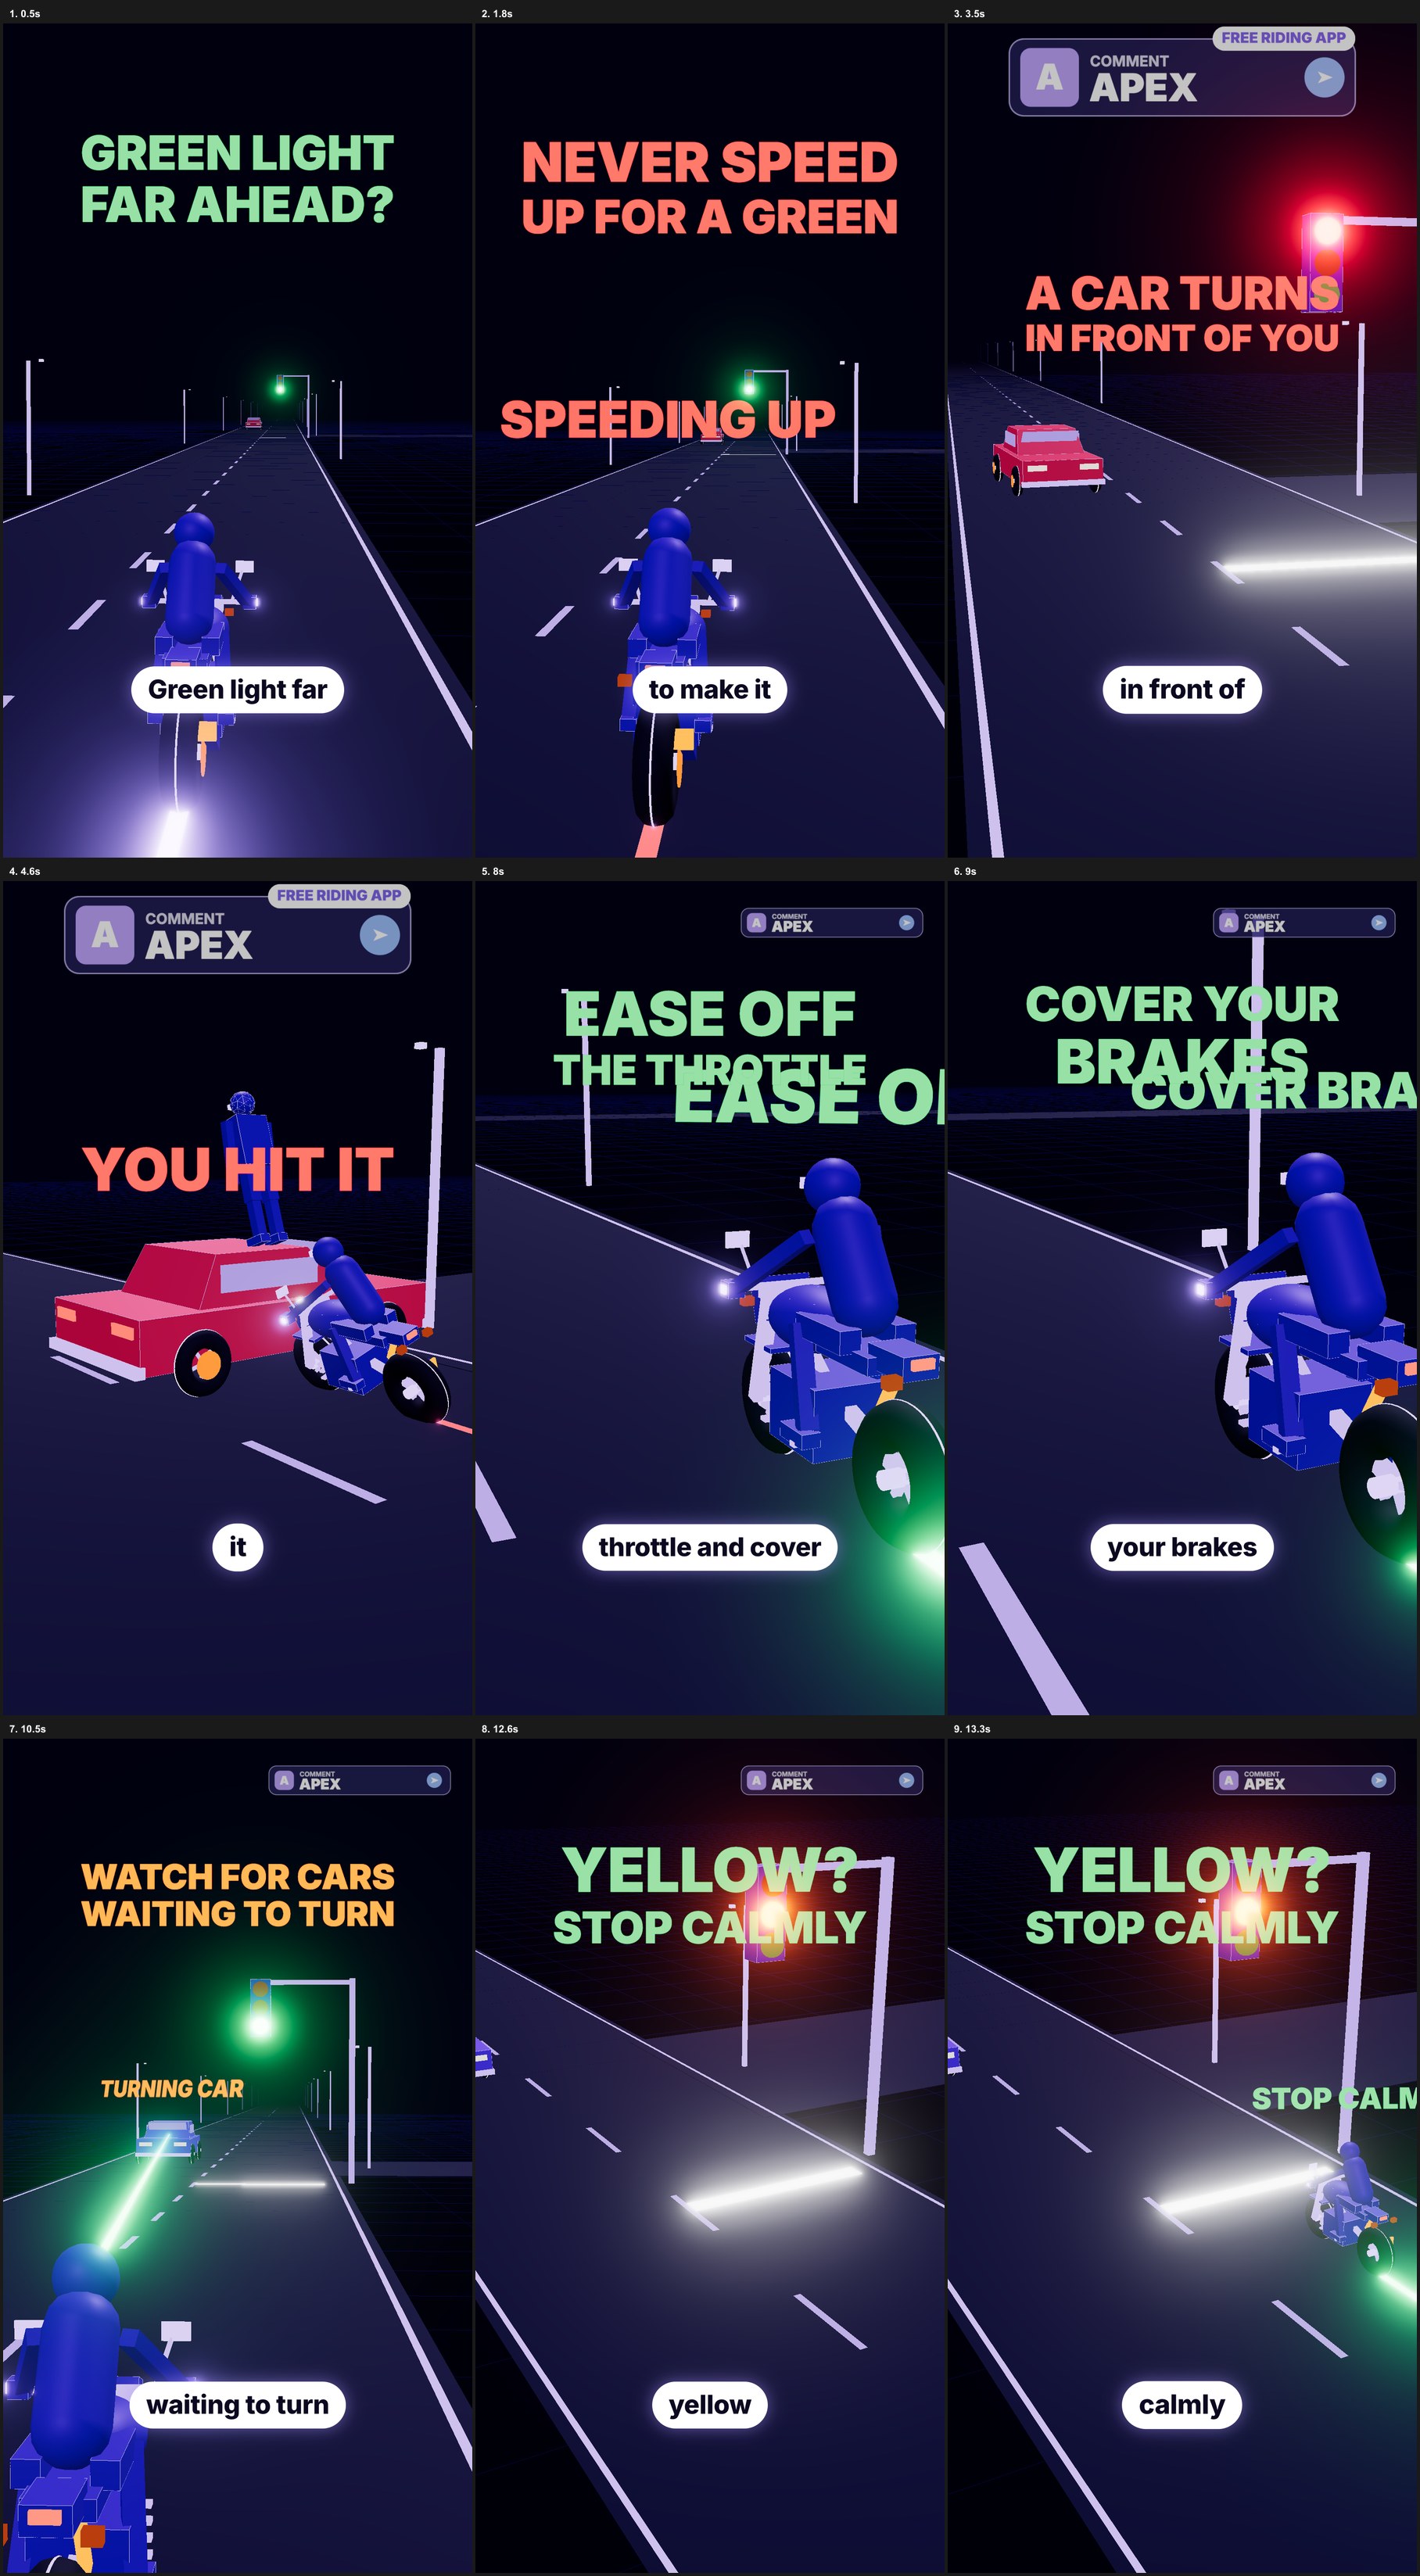 1. 0.5s
GREEN LIGHT
FAR AHEAD?
Green light far
2. 1.8s
NEVER SPEED
UP FOR A GREEN
SPEEDING UP
to make it
3. 3.5s
FREE RIDING APP
A
COMMENT
APEX
A CAR TURNS
IN FRONT OF YOU
in front of
4. 4.6s
FREE RIDING APP
A
COMMENT
APEX
YOU HIT IT
it
5. 8s
A
COMMENT
APEX
EASE OFF
THE THROTTLE
EASE O
throttle and cover
6. 9s
A
COMMENT
APEX
COVER YOUR
BRAKES
COVER BRA
your brakes
7. 10.5s
A
COMMENT
APEX
WATCH FOR CARS
WAITING TO TURN
TURNING CAR
waiting to turn
8. 12.6s
A
COMMENT
APEX
YELLOW?
STOP CALMLY
yellow
9. 13.3s
A
COMMENT
APEX
YELLOW?
STOP CALMLY
STOP CALM
calmly